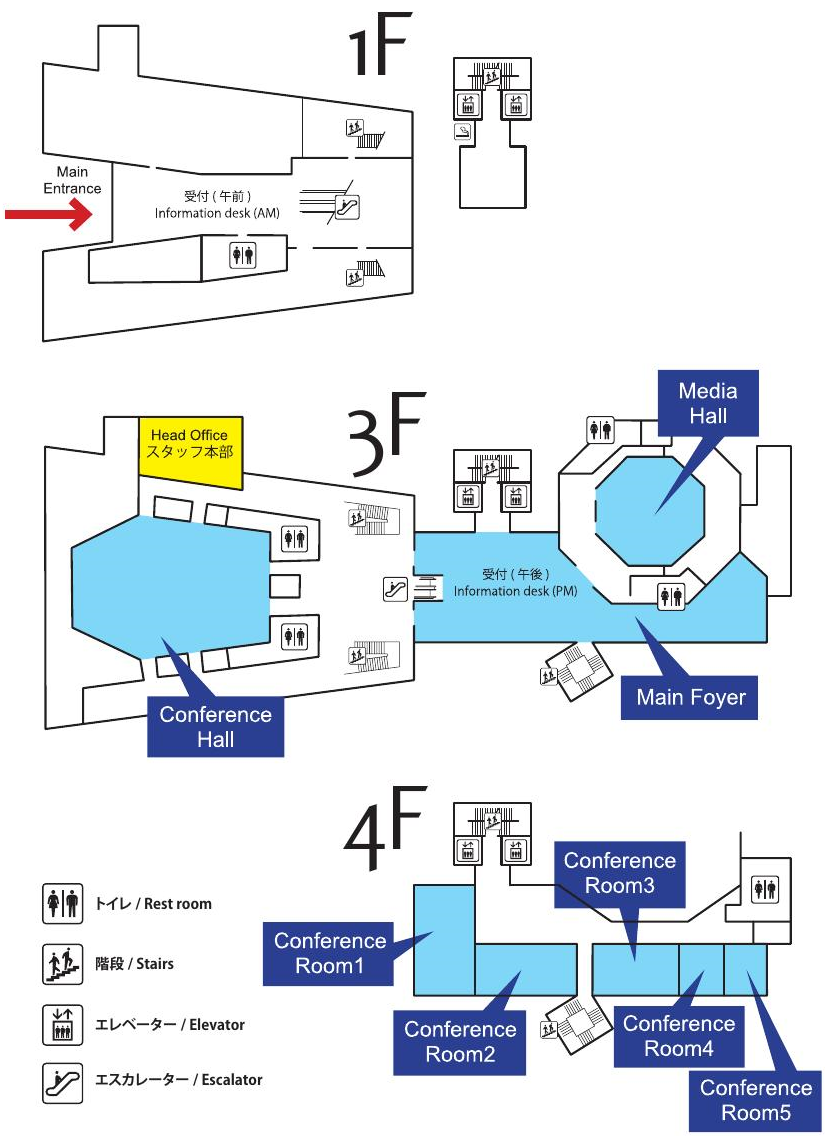 1F
Main
Entrance
受付 ( 午前 )
Information desk (AM)
3F
Head Office
スタッフ本部
Media
Hall
受付 ( 午後 )
Information desk (PM)
Main Foyer
Conference
Hall
4F
Conference
Room3
Conference
Room1
Conference
Room2
Conference
Room4
Conference
Room5
トイレ / Rest room
階段 / Stairs
エレベーター / Elevator
エスカレーター / Escalator